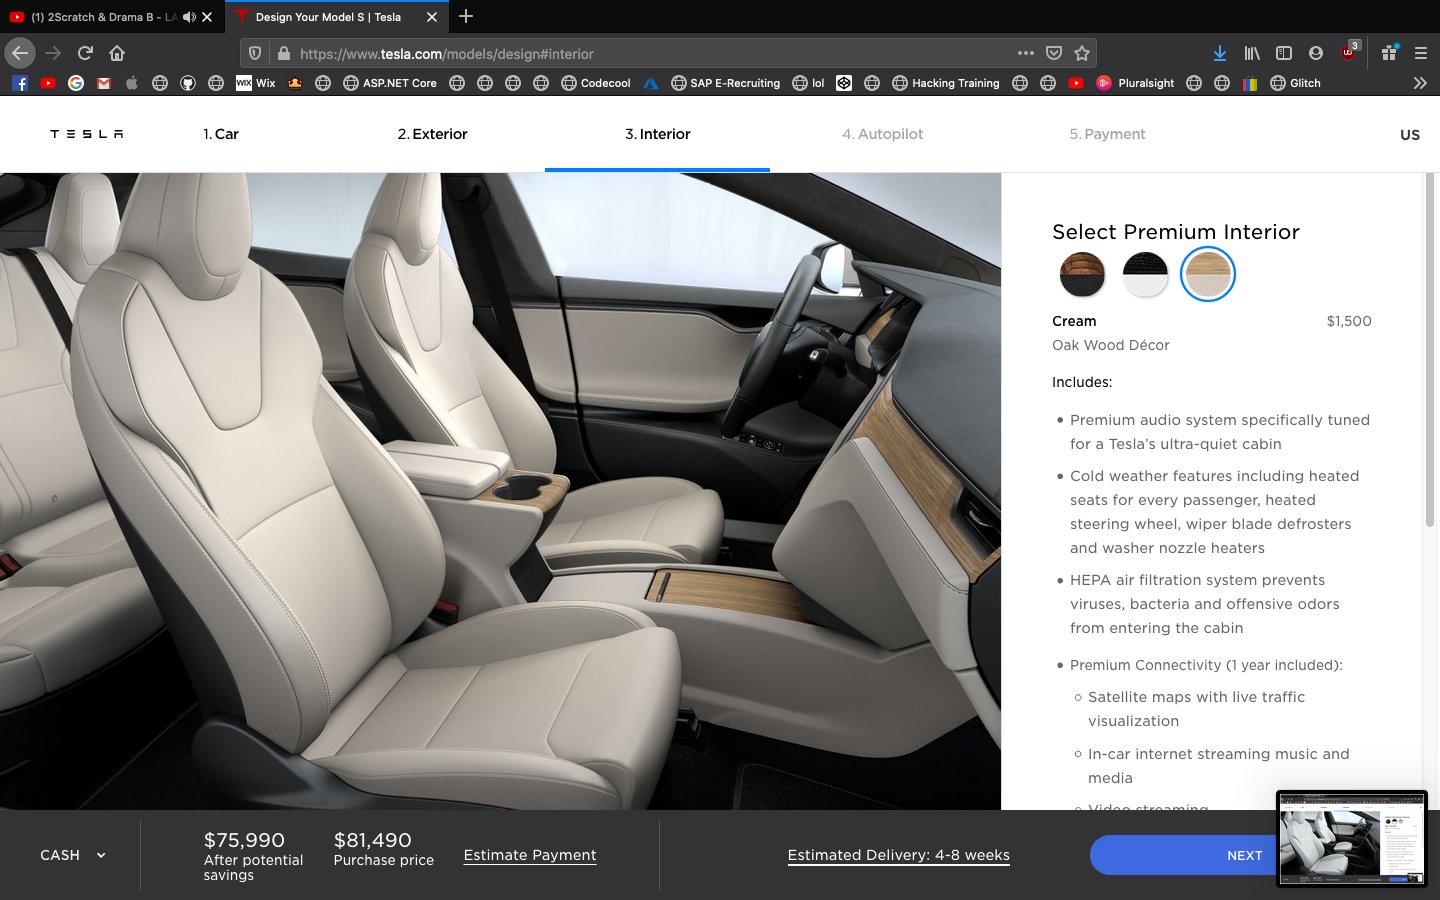 (1) 2Scratch & Drama B - LA
Design Your Model S | Tesla
https://www.tesla.com/models/design#interior
3
Wix
Wix
ASP.NET Core
Codecool
SAP E-Recruiting
lol
Hacking Training
Pluralsight
Glitch
TESLA
1. Car
2. Exterior
3. Interior
4. Autopilot
5. Payment
US
Select Premium Interior
Cream
$1,500
Oak Wood Décor
Includes:
Premium audio system specifically tuned
for a Tesla's ultra-quiet cabin
Cold weather features including heated
seats for every passenger, heated
steering wheel, wiper blade defrosters
and washer nozzle heaters
HEPA air filtration system prevents
viruses, bacteria and offensive odors
from entering the cabin
Premium Connectivity (1 year included):
Satellite maps with live traffic
visualization
In-car internet streaming music and
media
Video streaming
CASH
$75,990
After potential
savings
$81,490
Purchase price
Estimate Payment
Estimated Delivery: 4-8 weeks
NEXT